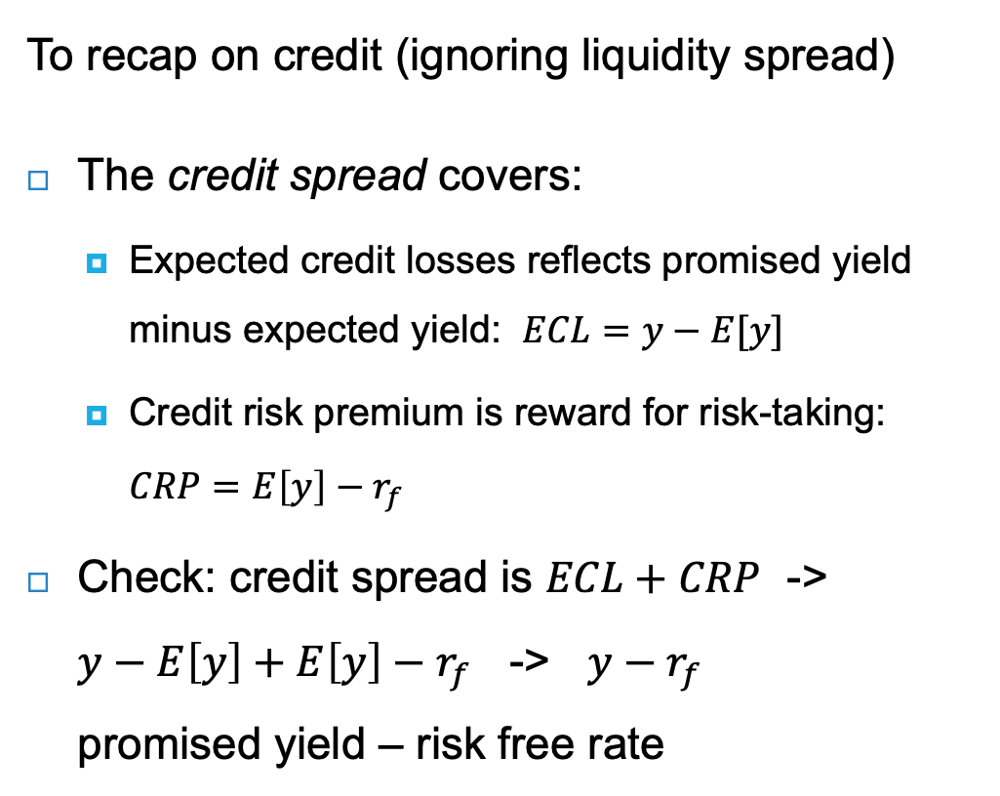 To recap on credit (ignoring liquidity spread)
The credit spread covers:
Expected credit losses reflects promised yield
minus expected yield: ECL = y − E[y]
Credit risk premium is reward for risk-taking:
CRP = E[y] − r_f
Check: credit spread is ECL + CRP ->
y − E[y] + E[y] − r_f -> y − r_f
promised yield – risk free rate